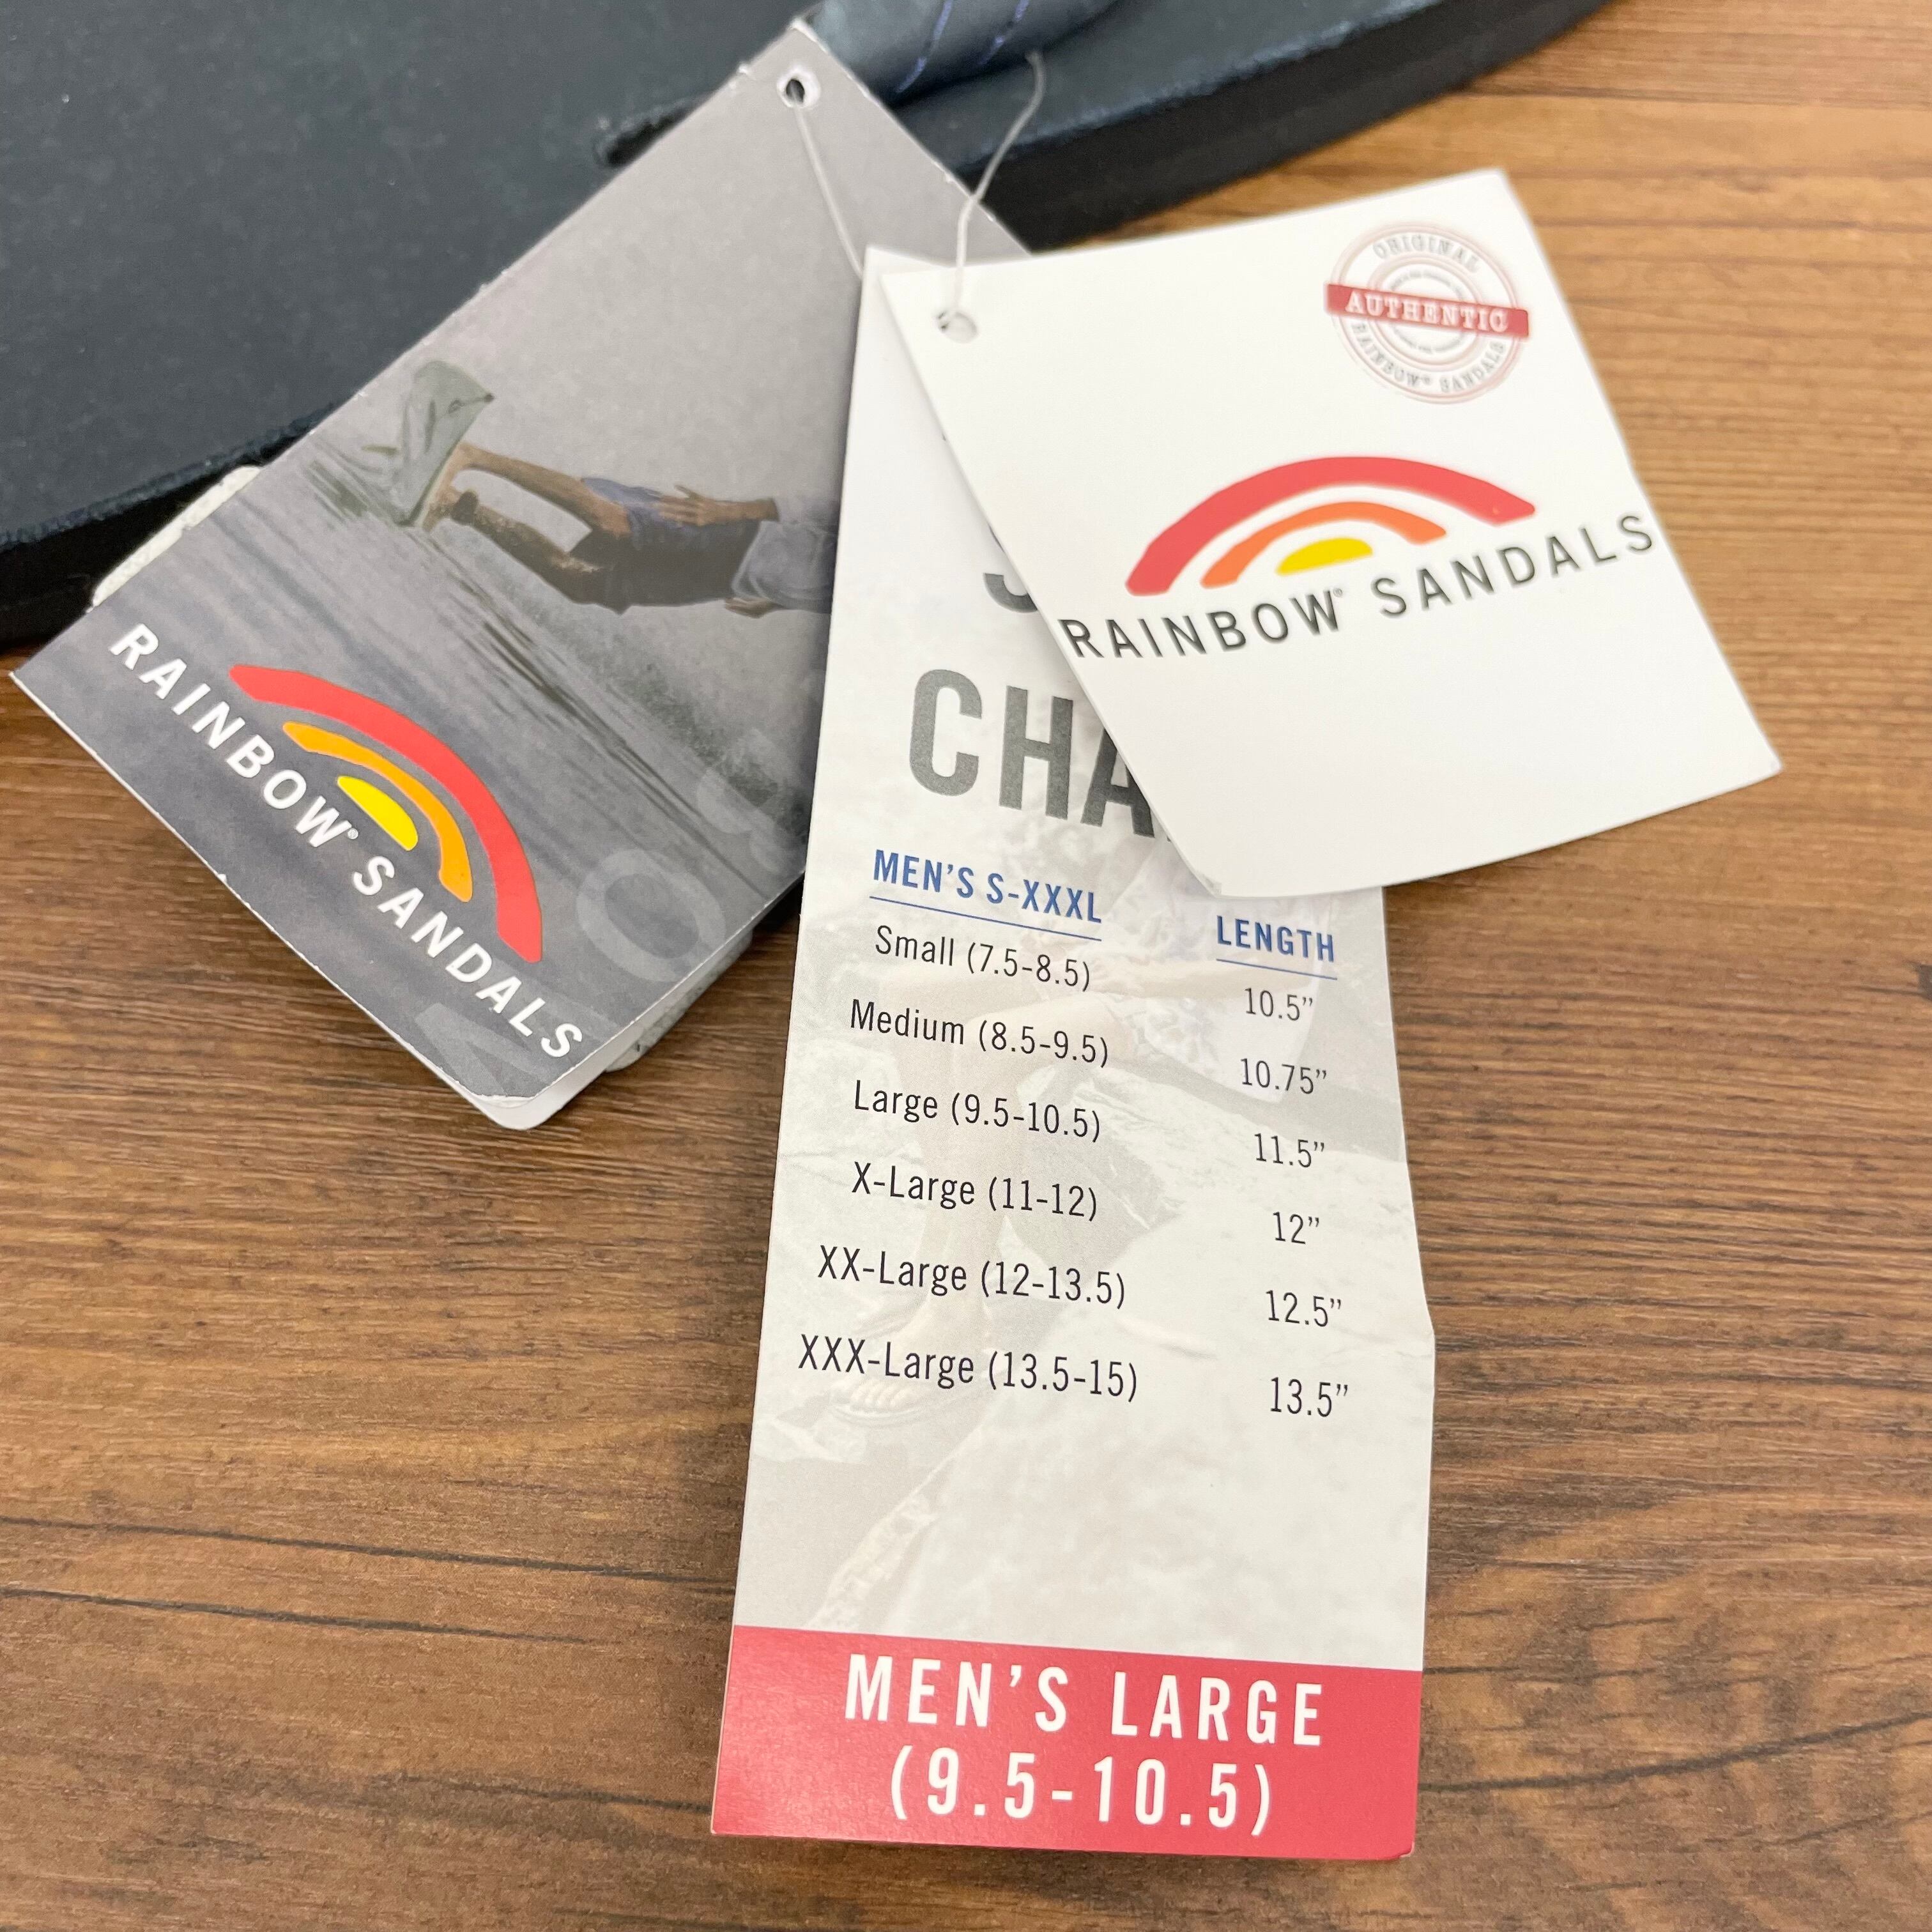 RAINBOW® SANDALS
ORIGINAL
AUTHENTIC
RAINBOW® SANDALS
RAINBOW® SANDALS
CHA
MEN'S S-XXXL LENGTH
Small (7.5-8.5) 10.5”
Medium (8.5-9.5) 10.75”
Large (9.5-10.5) 11.5”
X-Large (11-12) 12”
XX-Large (12-13.5) 12.5”
XXX-Large (13.5-15) 13.5”
MEN'S LARGE
(9.5-10.5)